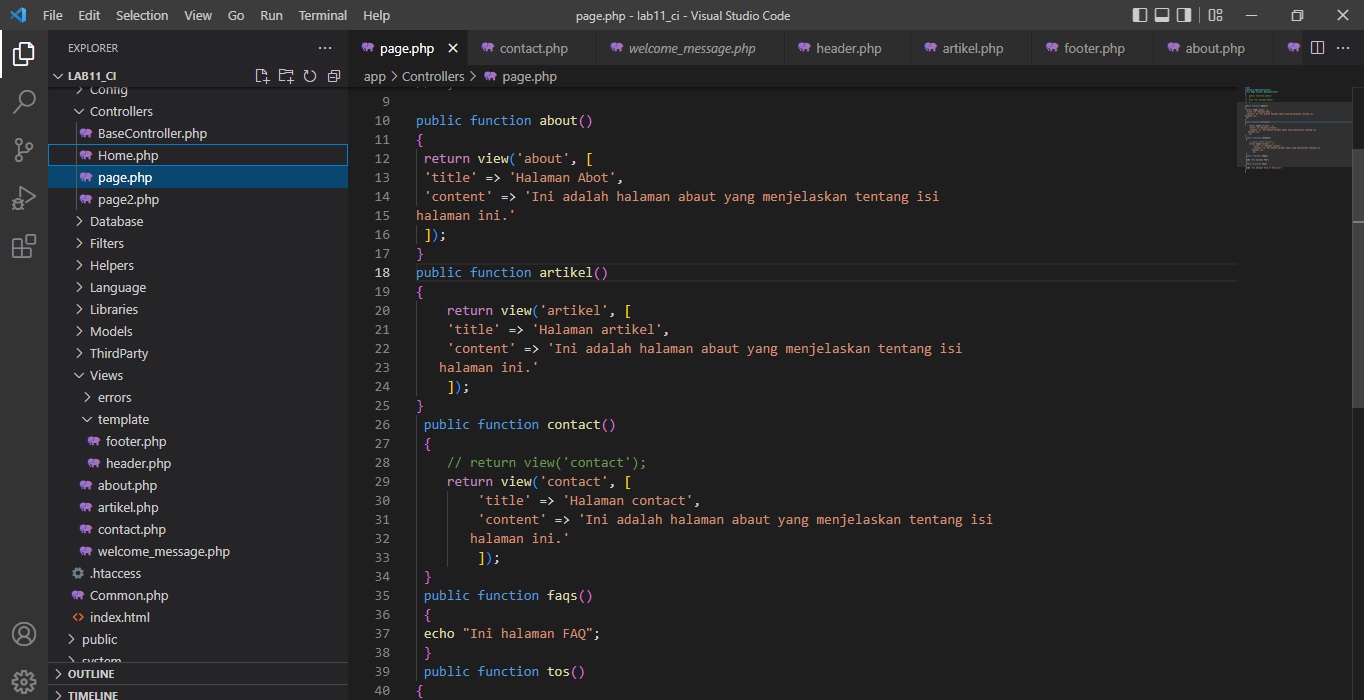 File Edit Selection View Go Run Terminal Help page.php - lab11_ci - Visual Studio Code
EXPLORER
LAB11_CI
Config
Controllers
BaseController.php
Home.php
page.php
page2.php
Database
Filters
Helpers
Language
Libraries
Models
ThirdParty
Views
errors
template
footer.php
header.php
about.php
artikel.php
contact.php
welcome_message.php
.htaccess
Common.php
index.html
public
system
OUTLINE
TIMELINE
page.php contact.php welcome_message.php header.php artikel.php footer.php about.php
app > Controllers > page.php
9
10 public function about()
11 {
12 return view('about', [
13 'title' => 'Halaman Abot',
14 'content' => 'Ini adalah halaman abaut yang menjelaskan tentang isi
15 halaman ini.'
16 ]);
17 }
18 public function artikel()
19 {
20 return view('artikel', [
21 'title' => 'Halaman artikel',
22 'content' => 'Ini adalah halaman abaut yang menjelaskan tentang isi
23 halaman ini.'
24 ]);
25 }
26 public function contact()
27 {
28 // return view('contact');
29 return view('contact', [
30 'title' => 'Halaman contact',
31 'content' => 'Ini adalah halaman abaut yang menjelaskan tentang isi
32 halaman ini.'
33 ]);
34 }
35 public function faqs()
36 {
37 echo "Ini halaman FAQ";
38 }
39 public function tos()
40 {